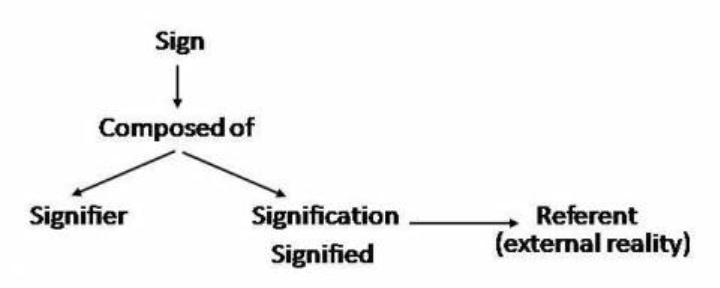 Sign
Composed of
Signifier
Signification
Referent
Signified
(external reality)